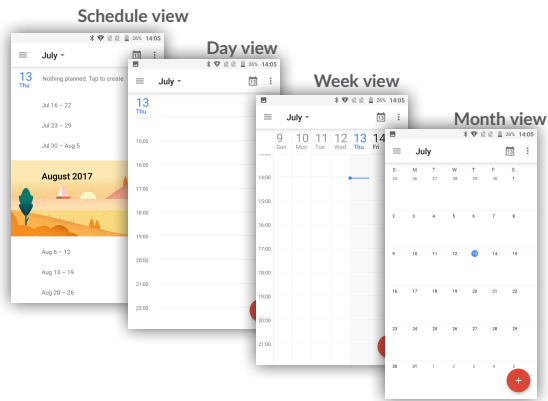 Schedule view
26% 14:05
July
13
13
Thu
Nothing planned. Tap to create.
Jul 16 – 22
Jul 23 – 29
Jul 30 – Aug 5
August 2017
Aug 6 – 12
Aug 13 – 19
Aug 20 – 26
Day view
26% 14:05
July
13
13
Thu
15:00
16:00
17:00
18:00
19:00
20:00
21:00
22:00
Week view
26% 14:05
July
13
9 10 11 12 13 14
Sun Mon Tue Wed Thu Fri
14:00
15:00
16:00
17:00
18:00
19:00
20:00
21:00
Month view
26% 14:05
July
13
S M T W T F S
25 26 27 28 29 30 1
2 3 4 5 6 7 8
9 10 11 12 13 14 15
16 17 18 19 20 21 22
23 24 25 26 27 28 29
30 31 1 2 3 4 5
+